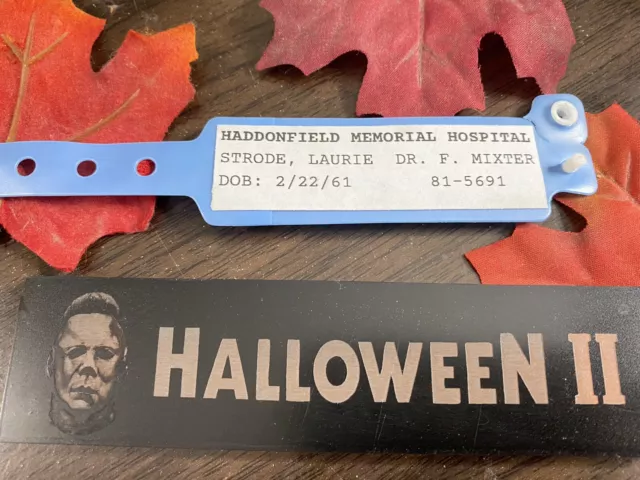 HADDONFIELD MEMORIAL HOSPITAL
STRODE, LAURIE DR. F. MIXTER
DOB: 2/22/61 81-5691
HALLOWEEN II